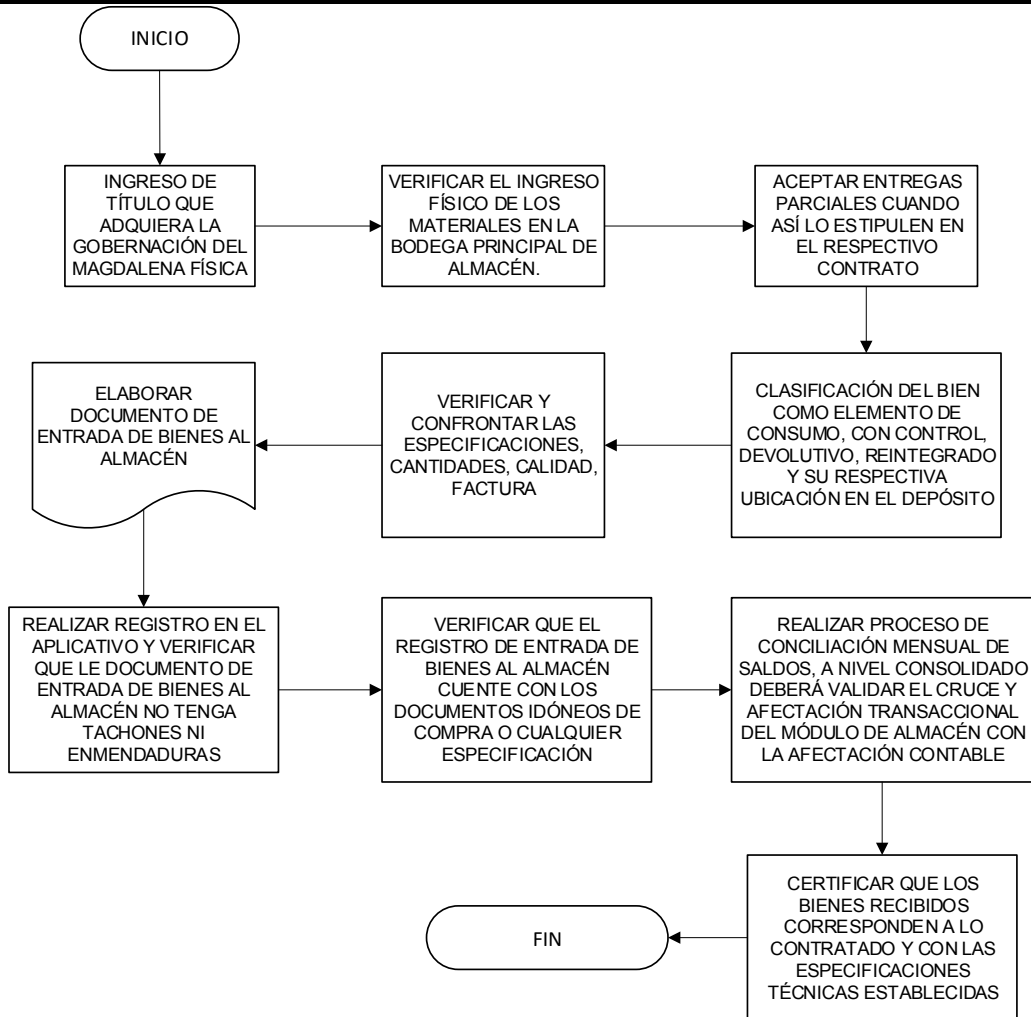 INICIO
INGRESO DE
TÍTULO QUE
ADQUIERA LA
GOBERNACIÓN DEL
MAGDALENA FÍSICA
VERIFICAR EL INGRESO
FÍSICO DE LOS
MATERIALES EN LA
BODEGA PRINCIPAL DE
ALMACÉN.
ACEPTAR ENTREGAS
PARCIALES CUANDO
ASÍ LO ESTIPULEN EN
EL RESPECTIVO
CONTRATO
CLASIFICACIÓN DEL BIEN
COMO ELEMENTO DE
CONSUMO, CON CONTROL,
DEVOLUTIVO, REINTEGRADO
Y SU RESPECTIVA
UBICACIÓN EN EL DEPÓSITO
VERIFICAR Y
CONFRONTAR LAS
ESPECIFICACIONES,
CANTIDADES, CALIDAD,
FACTURA
ELABORAR
DOCUMENTO DE
ENTRADA DE BIENES AL
ALMACÉN
REALIZAR REGISTRO EN EL
APLICATIVO Y VERIFICAR
QUE LE DOCUMENTO DE
ENTRADA DE BIENES AL
ALMACÉN NO TENGA
TACHONES NI
ENMENDADURAS
VERIFICAR QUE EL
REGISTRO DE ENTRADA DE
BIENES AL ALMACÉN
CUENTE CON LOS
DOCUMENTOS IDÓNEOS DE
COMPRA O CUALQUIER
ESPECIFICACIÓN
REALIZAR PROCESO DE
CONCILIACIÓN MENSUAL DE
SALDOS, A NIVEL CONSOLIDADO
DEBERÁ VALIDAR EL CRUCE Y
AFECTACIÓN TRANSACCIONAL
DEL MÓDULO DE ALMACÉN CON
LA AFECTACIÓN CONTABLE
CERTIFICAR QUE LOS
BIENES RECIBIDOS
CORRESPONDEN A LO
CONTRATADO Y CON LAS
ESPECIFICACIONES
TÉCNICAS ESTABLECIDAS
FIN